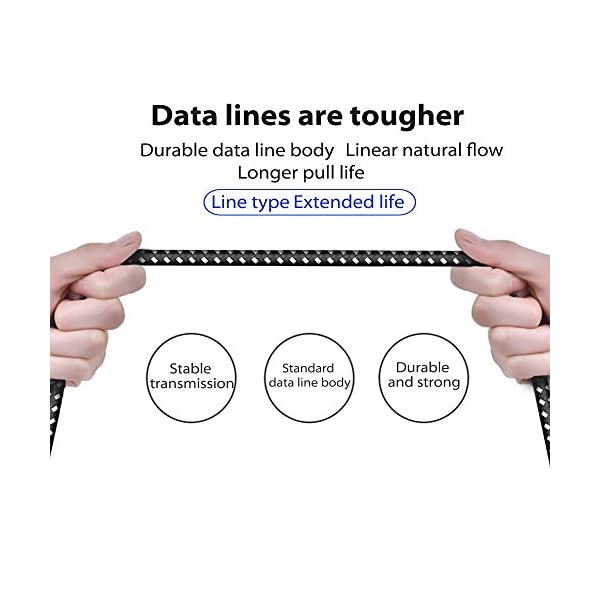 Data lines are tougher
Durable data line body Linear natural flow
Longer pull life
Line type Extended life
Stable
transmission
Standard
data line body
Durable
and strong